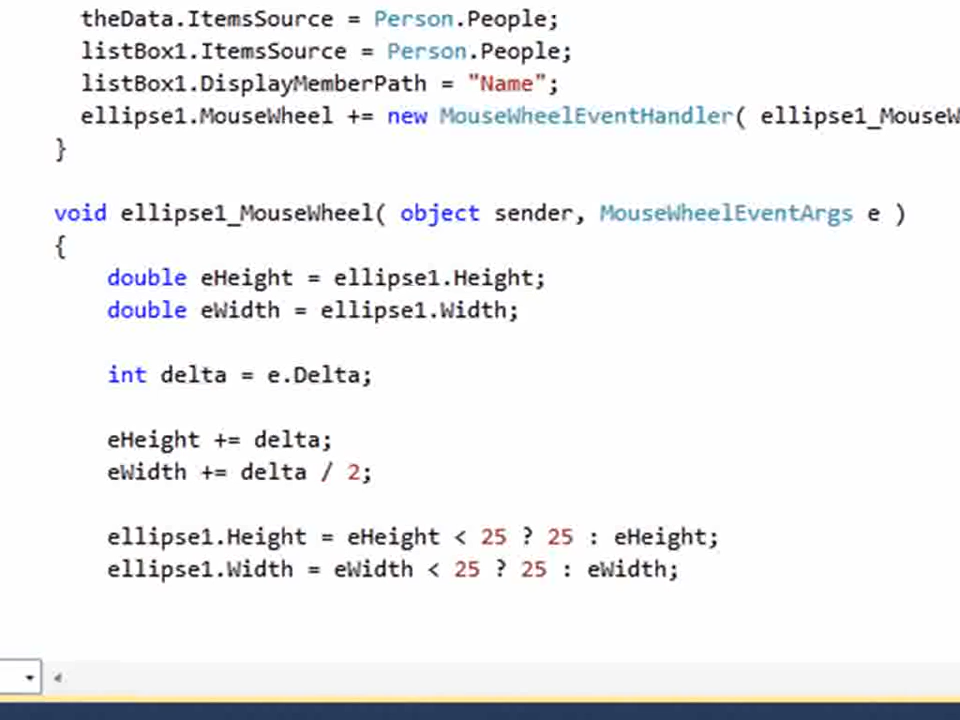 theData.ItemsSource = Person.People;
listBox1.ItemsSource = Person.People;
listBox1.DisplayMemberPath = "Name";
ellipse1.MouseWheel += new MouseWheelEventHandler( ellipse1_MouseW
}
void ellipse1_MouseWheel( object sender, MouseWheelEventArgs e )
{
double eHeight = ellipse1.Height;
double eWidth = ellipse1.Width;
int delta = e.Delta;
eHeight += delta;
eWidth += delta / 2;
ellipse1.Height = eHeight < 25 ? 25 : eHeight;
ellipse1.Width = eWidth < 25 ? 25 : eWidth;